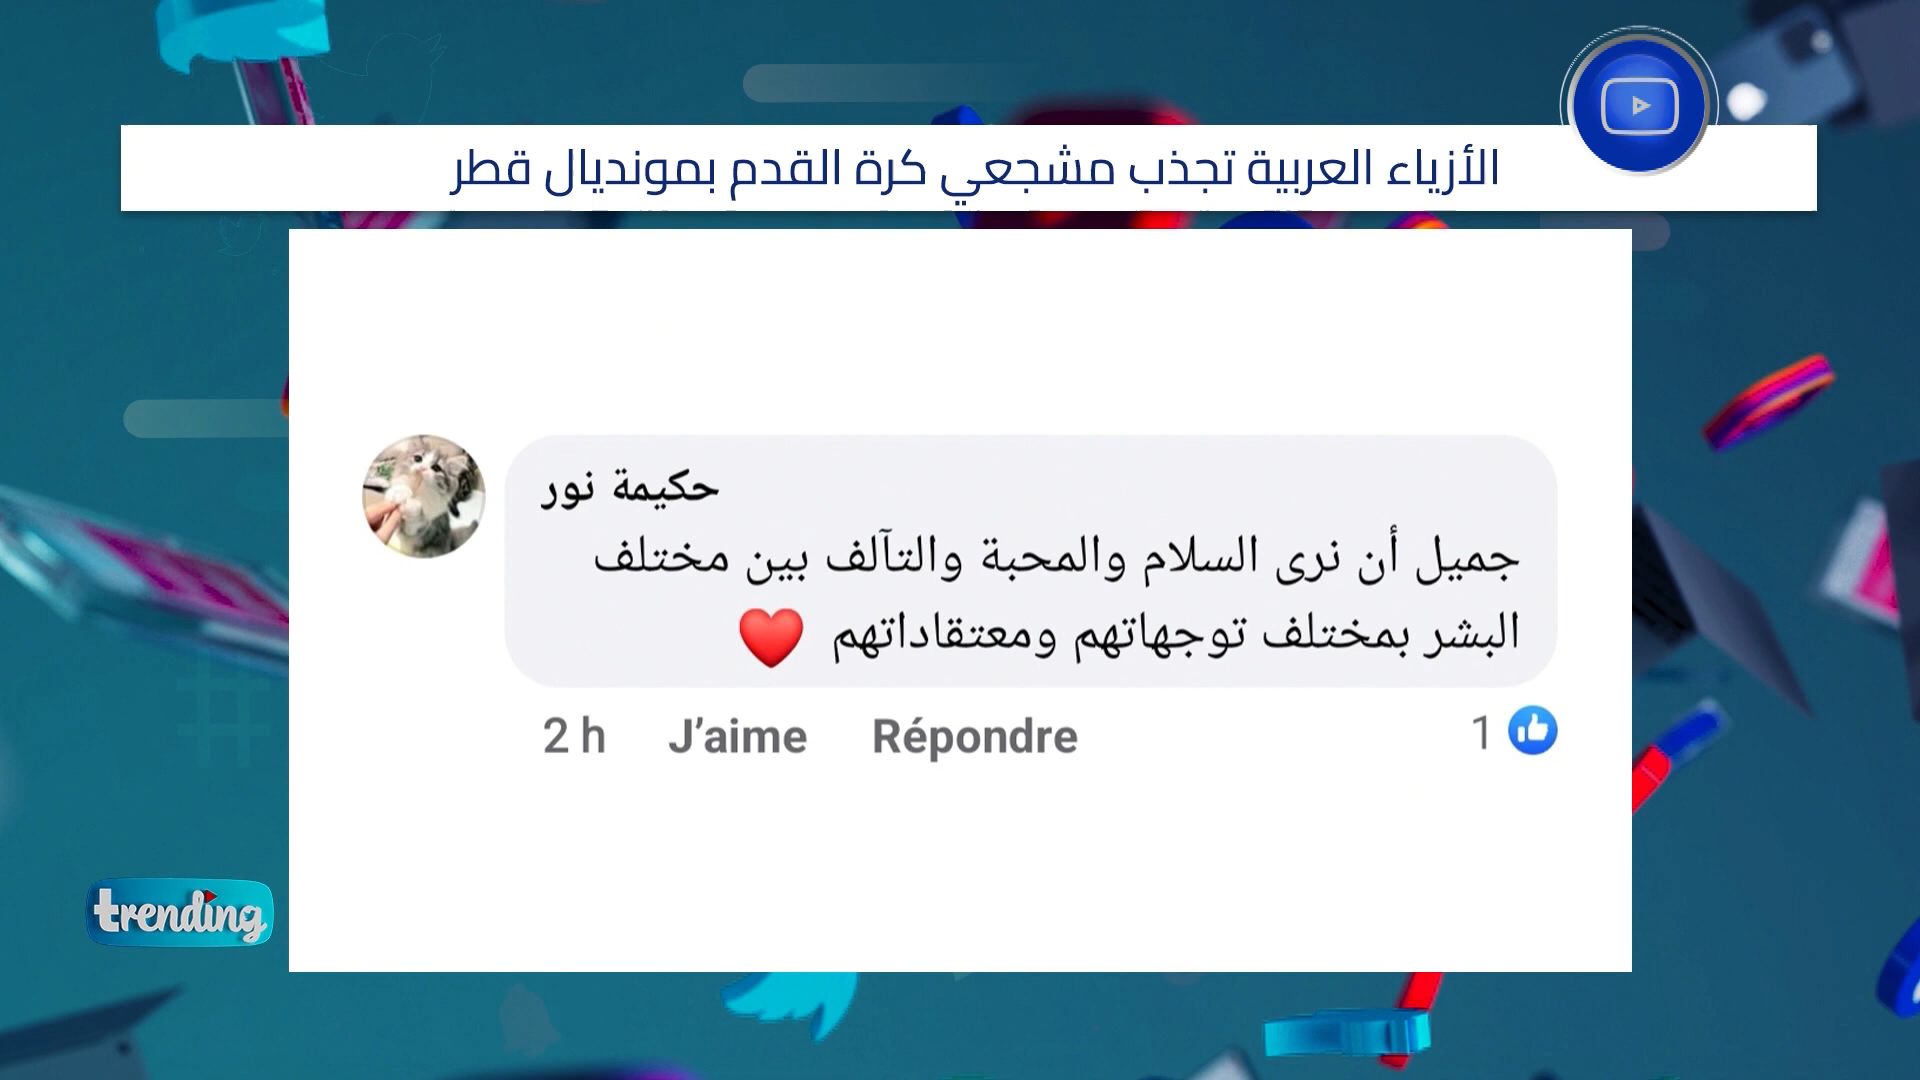 الأزياء العربية تجذب مشجعي كرة القدم بمونديال قطر
حكيمة نور
جميل أن نرى السلام والمحبة والتآلف بين مختلف
البشر بمختلف توجهاتهم ومعتقداتهم ❤️
2 h J’aime Répondre 1
trending